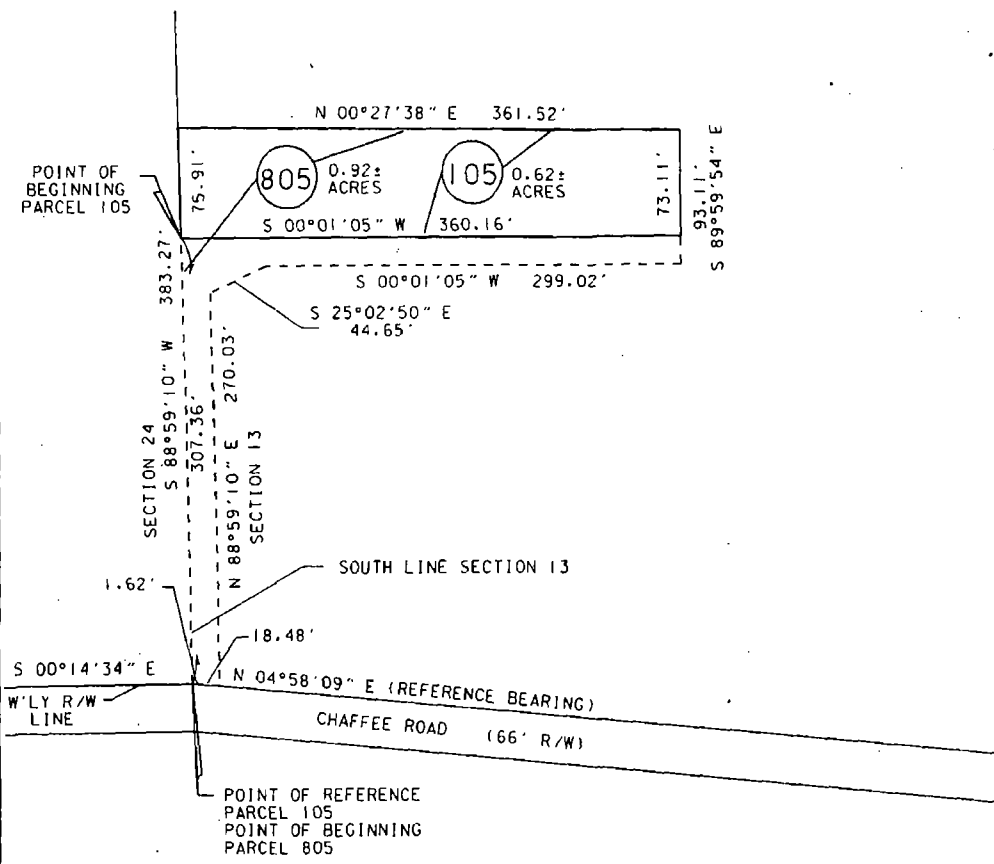 N 00°27'38" E 361.52'
POINT OF
BEGINNING
PARCEL 105
75.91'
805
0.92±
ACRES
105
0.62±
ACRES
73.11'
93.11'
S 89°59'54" E
S 00°01'05" W 360.16'
S 00°01'05" W 299.02'
S 25°02'50" E
44.65'
SECTION 24
S 88°59'10" W 383.27'
307.36'
N 88°59'10" E 270.03'
SECTION 13
SOUTH LINE SECTION 13
1.62'
18.48'
S 00°14'34" E
N 04°58'09" E (REFERENCE BEARING)
W'LY R/W
LINE
CHAFFEE ROAD (66' R/W)
POINT OF REFERENCE
PARCEL 105
POINT OF BEGINNING
PARCEL 805